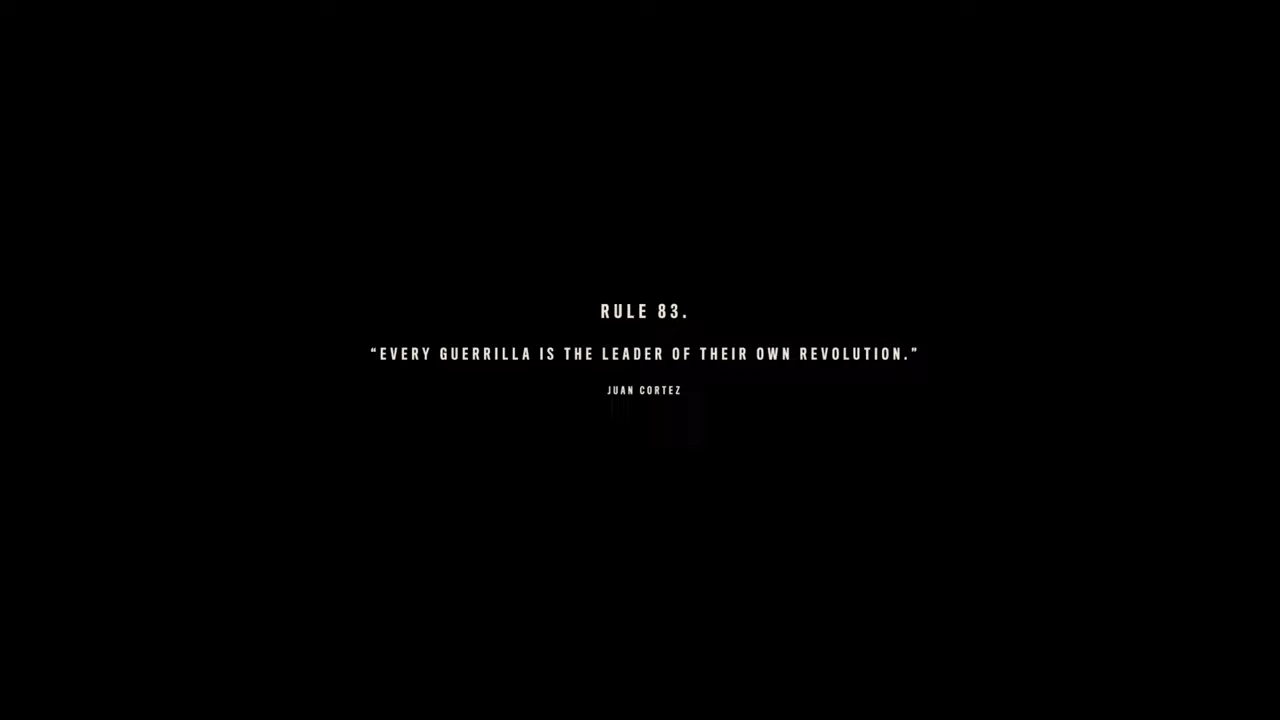 RULE 83.
“EVERY GUERRILLA IS THE LEADER OF THEIR OWN REVOLUTION.”
JUAN CORTEZ